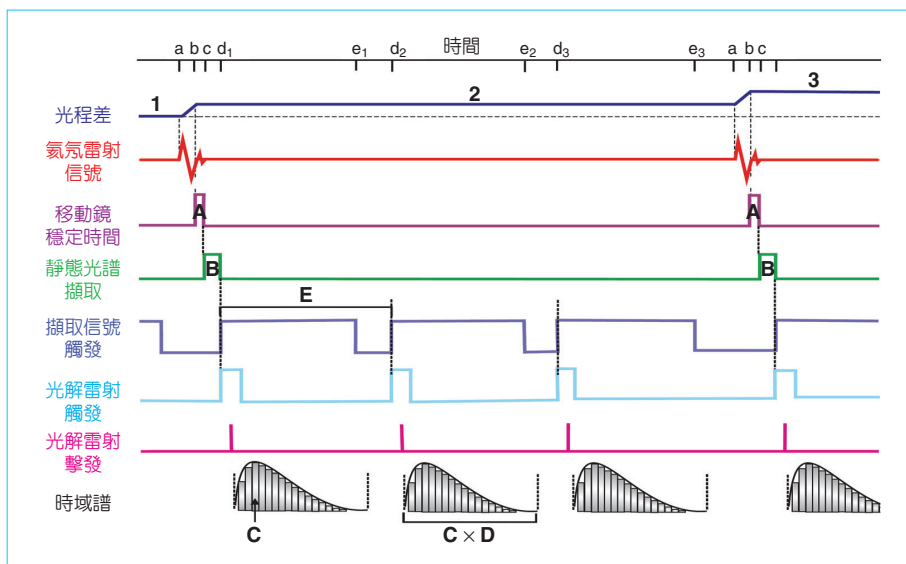 時間
a b c d₁ e₁ d₂ e₂ d₃ e₃ a b c
1 2 3
光程差
氦氖雷射
信號
移動鏡
穩定時間
A A
靜態光譜
擷取
B B
E
擷取信號
觸發
光解雷射
觸發
光解雷射
擊發
時域譜
C C × D